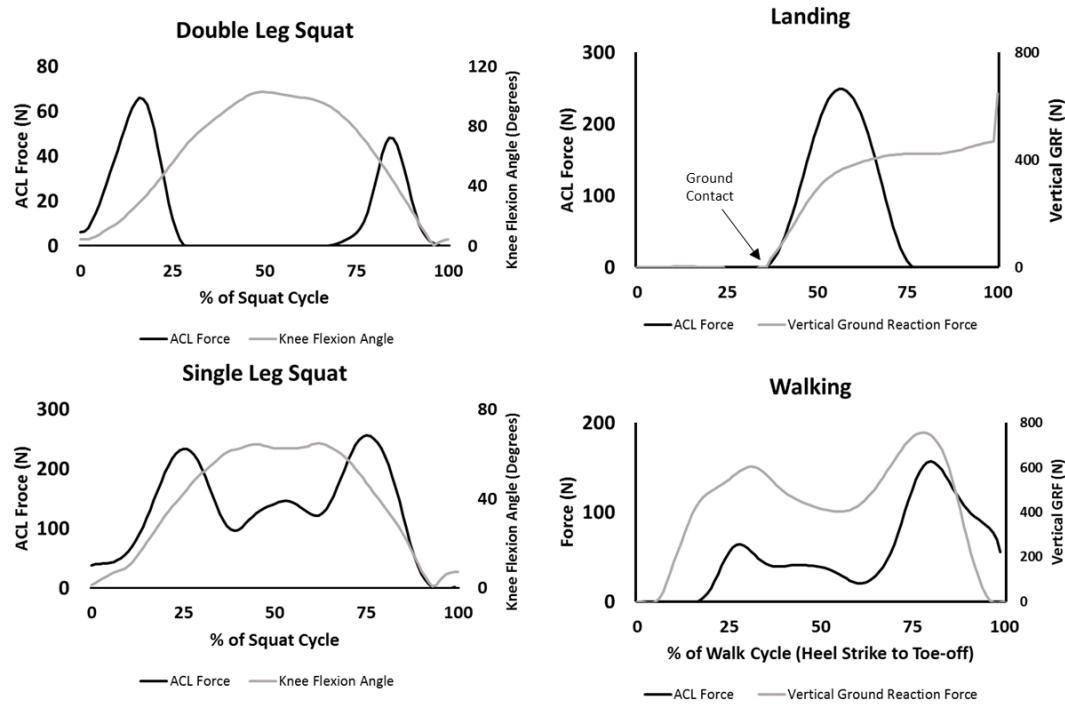 Double Leg Squat
80
60
40
20
0
ACL Froce (N)
120
80
40
0
Knee Flexion Angle (Degrees)
0 25 50 75 100
% of Squat Cycle
ACL Force Knee Flexion Angle
Landing
300
200
100
0
ACL Force (N)
800
400
0
Vertical GRF (N)
Ground
Contact
0 25 50 75 100
ACL Force Vertical Ground Reaction Force
Single Leg Squat
300
200
100
0
ACL Froce (N)
80
40
0
Knee Flexion Angle (Degrees)
0 25 50 75 100
% of Squat Cycle
ACL Force Knee Flexion Angle
Walking
200
100
0
Force (N)
800
600
400
200
0
Vertical GRF (N)
0 25 50 75 100
% of Walk Cycle (Heel Strike to Toe-off)
ACL Force Vertical Ground Reaction Force